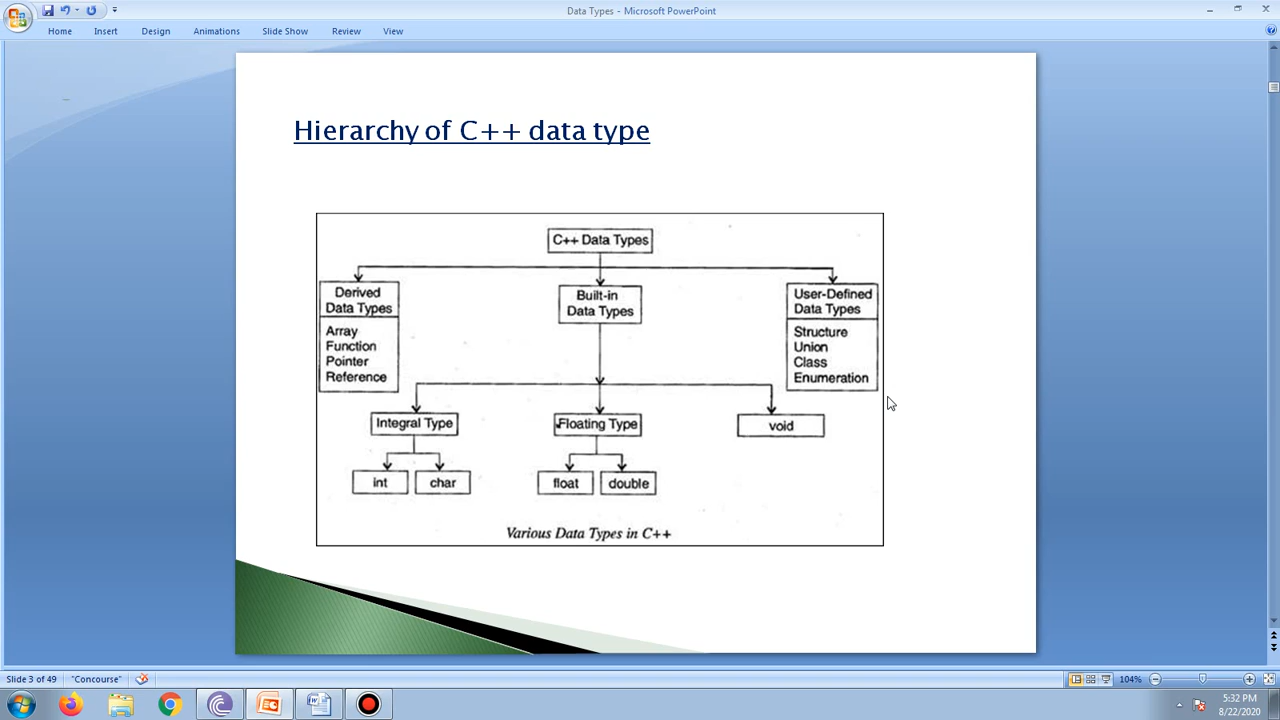 Data Types - Microsoft PowerPoint
Home Insert Design Animations Slide Show Review View
Hierarchy of C++ data type
C++ Data Types
Derived
Data Types
Array
Function
Pointer
Reference
Built-in
Data Types
User-Defined
Data Types
Structure
Union
Class
Enumeration
Integral Type
Floating Type
void
int
char
float
double
Various Data Types in C++
Slide 3 of 49 "Concourse" 104%
5:32 PM
8/22/2020